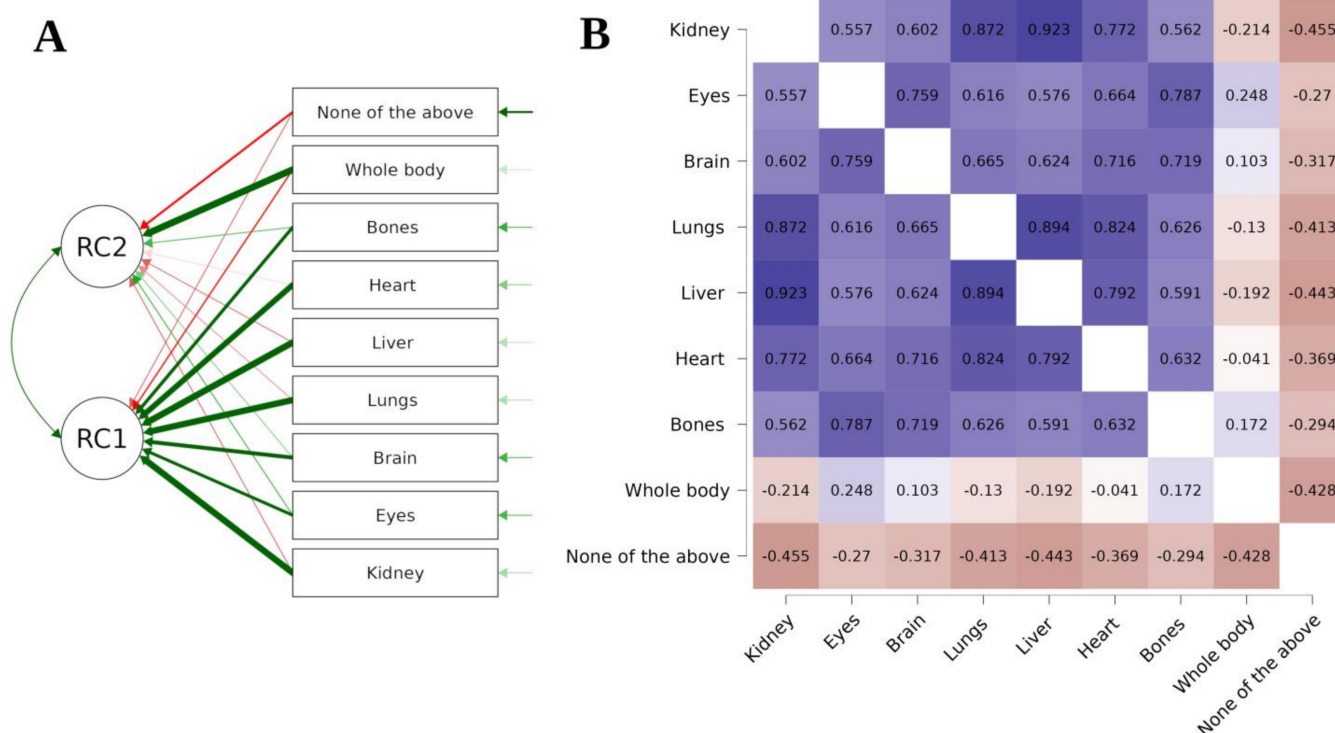 A
None of the above
Whole body
Bones
Heart
Liver
Lungs
Brain
Eyes
Kidney
RC2
RC1
B
Kidney 0.557 0.602 0.872 0.923 0.772 0.562 -0.214 -0.455
Eyes 0.557 0.759 0.616 0.576 0.664 0.787 0.248 -0.27
Brain 0.602 0.759 0.665 0.624 0.716 0.719 0.103 -0.317
Lungs 0.872 0.616 0.665 0.894 0.824 0.626 -0.13 -0.413
Liver 0.923 0.576 0.624 0.894 0.792 0.591 -0.192 -0.443
Heart 0.772 0.664 0.716 0.824 0.792 0.632 -0.041 -0.369
Bones 0.562 0.787 0.719 0.626 0.591 0.632 0.172 -0.294
Whole body -0.214 0.248 0.103 -0.13 -0.192 -0.041 0.172 -0.428
None of the above -0.455 -0.27 -0.317 -0.413 -0.443 -0.369 -0.294 -0.428
Kidney
Eyes
Brain
Lungs
Liver
Heart
Bones
Whole body
None of the above